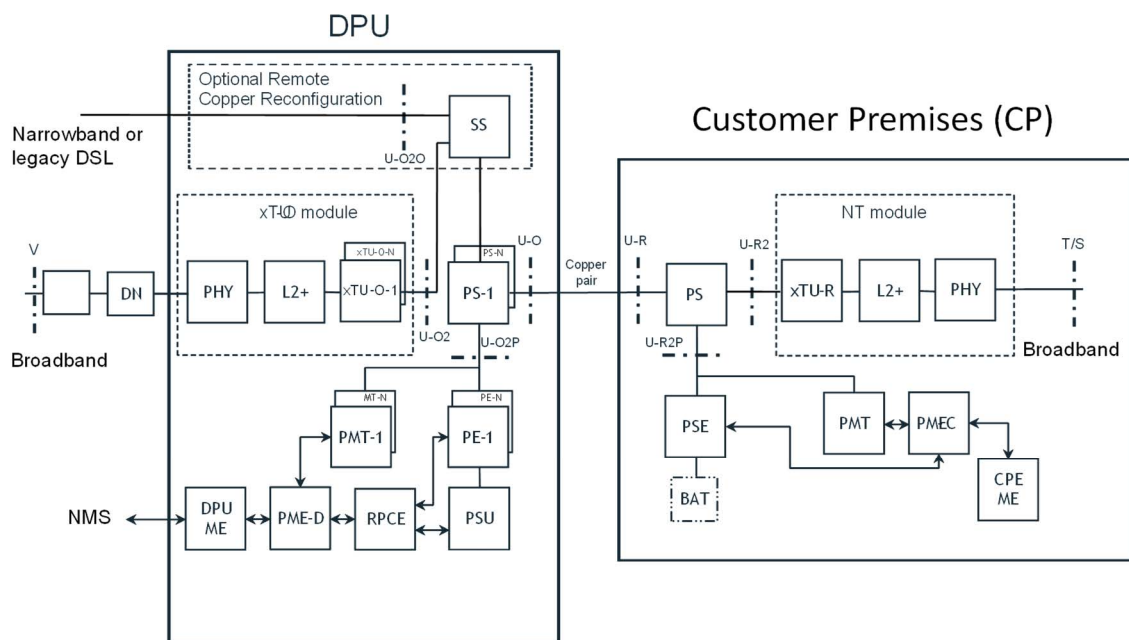 DPU
Optional Remote
Copper Reconfiguration
SS
Narrowband or
legacy DSL
U-O2O
Customer Premises (CP)
xTU-O module
NT module
V
xTU-O-N
PS-N
U-O
U-R
U-R2
T/S
Copper
pair
DN
PHY
L2+
xTU-O-1
PS-1
PS
xTU-R
L2+
PHY
U-O2
U-O2P
U-R2P
Broadband
Broadband
MT-N
PE-N
PMT-1
PE-1
PSE
PMT
PMEC
NMS
DPU
ME
PME-D
RPCE
PSU
BAT
CPE
ME